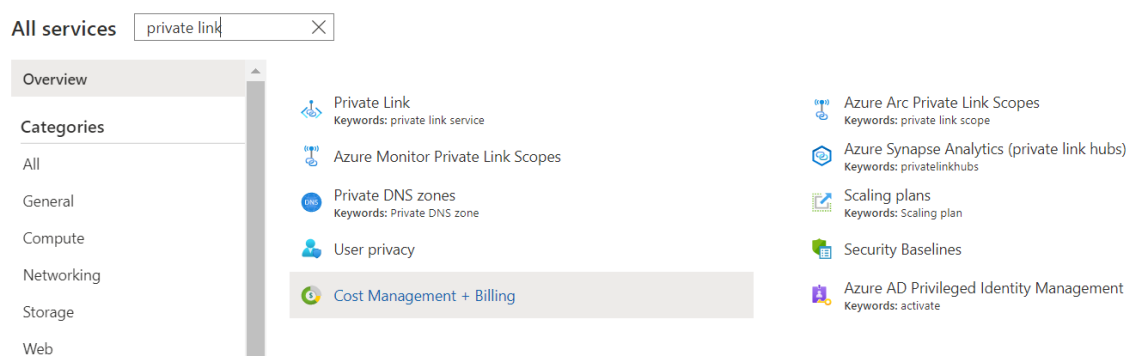 All services
private link
Overview
Categories
All
General
Compute
Networking
Storage
Web
Private Link
Keywords: private link service
Azure Monitor Private Link Scopes
Private DNS zones
Keywords: Private DNS zone
DNS
User privacy
Cost Management + Billing
Azure Arc Private Link Scopes
Keywords: private link scope
Azure Synapse Analytics (private link hubs)
Keywords: privatelinkhubs
Scaling plans
Keywords: Scaling plan
Security Baselines
Azure AD Privileged Identity Management
Keywords: activate